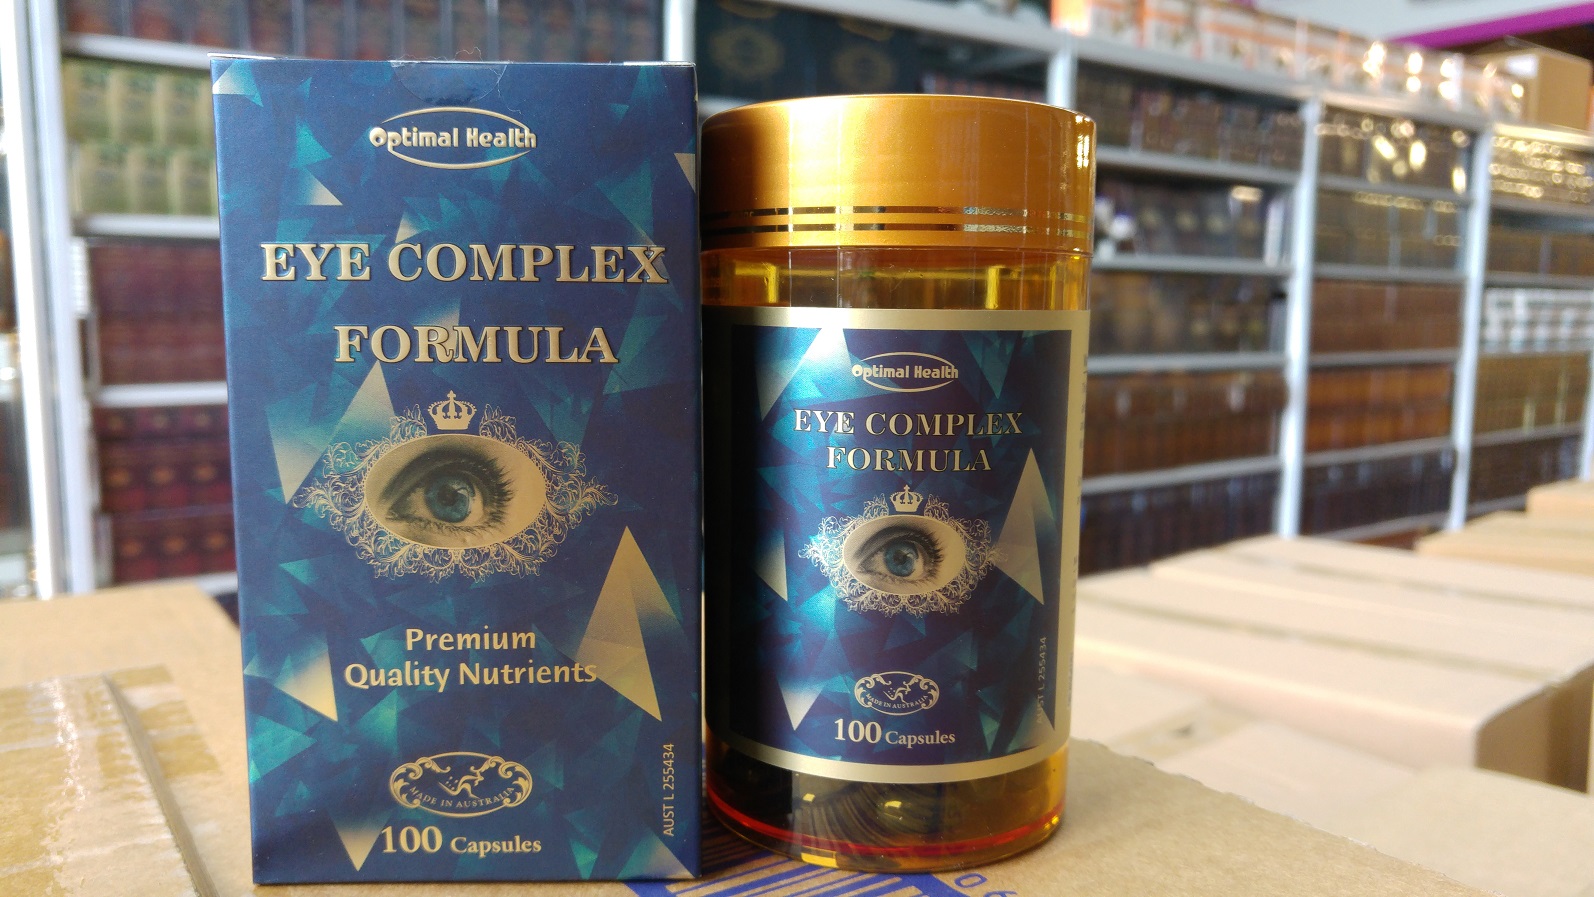 Optimal Health
EYE COMPLEX
FORMULA
Premium
Quality Nutrients
MADE IN AUSTRALIA
100 Capsules
AUST L 255434
Optimal Health
EYE COMPLEX
FORMULA
MADE IN AUSTRALIA
100 Capsules
AUST L 255434